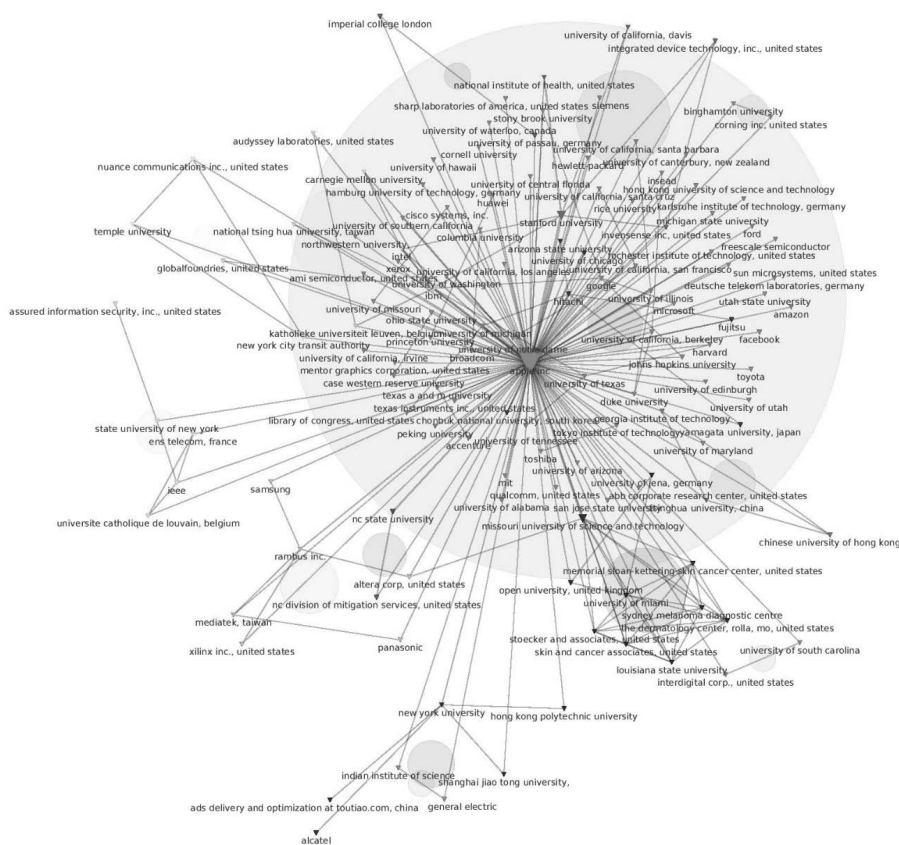 imperial college london
university of california, davis
integrated device technology, inc., united states
national institute of health, united states
sharp laboratories of america, united states
siemens
binghamton university
stony brook university
corning inc, united states
university of waterloo, canada
audyssey laboratories, united states
university of passau, germany
university of california, santa barbara
cornell university
nuance communications inc., united states
hewlett-packard
university of canterbury, new zealand
university of hawaii
insead
carnegie mellon university
university of central florida
hong kong university of science and technology
hamburg university of technology, germany
university of california, santa cruz
huawei
rice university
karlsruhe institute of technology, germany
cisco systems, inc.
stanford university
michigan state university
temple university
national tsing hua university, taiwan
university of southern california
columbia university
invensense inc, united states
ford
northwestern university
arizona state university
freescale semiconductor
intel
university of chicago
rochester institute of technology, united states
globalfoundries, united states
xerox
university of california, los angeles
university of california, san francisco
sun microsystems, united states
ami semiconductor, united states
university of washington
google
deutsche telekom laboratories, germany
ibm
hitachi
university of illinois
utah state university
assured information security, inc., united states
university of missouri
microsoft
amazon
ohio state university
fujitsu
katholieke universiteit leuven, belgium
university of michigan
university of california, berkeley
facebook
new york city transit authority
princeton university
university of notre dame
harvard
university of california, irvine
broadcom
apple inc
johns hopkins university
mentor graphics corporation, united states
toyota
case western reserve university
university of texas
university of edinburgh
texas a and m university
duke university
university of utah
texas instruments inc., united states
library of congress, united states
chonbuk national university, south korea
georgia institute of technology
state university of new york
peking university
tokyo institute of technology
yamagata university, japan
ens telecom, france
accenture
university of tennessee
university of maryland
toshiba
university of arizona
ieee
samsung
mit
university of jena, germany
qualcomm, united states
abb corporate research center, united states
university of alabama
san jose state university
tsinghua university, china
universite catholique de louvain, belgium
nc state university
missouri university of science and technology
chinese university of hong kong
rambus inc.
memorial sloan-kettering skin cancer center, united states
altera corp, united states
open university, united kingdom
nc division of mitigation services, united states
university of miami
sydney melanoma diagnostic centre
mediatek, taiwan
the dermatology center, rolla, mo, united states
stoecker and associates, united states
xilinx inc., united states
panasonic
skin and cancer associates, united states
university of south carolina
louisiana state university
interdigital corp., united states
new york university
hong kong polytechnic university
indian institute of science
shanghai jiao tong university,
ads delivery and optimization at toutiao.com, china
general electric
alcatel